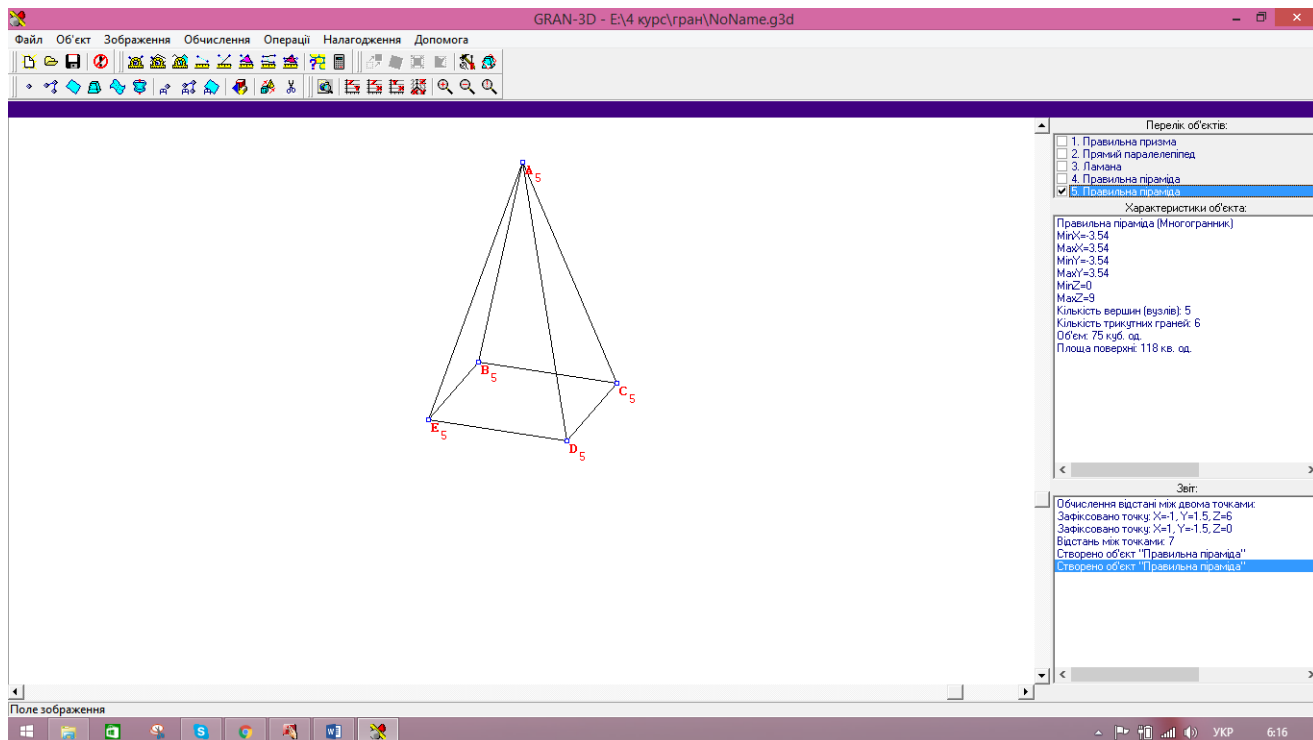 GRAN-3D - E:\4 курс\гран\NoName.g3d
Файл Об'єкт Зображення Обчислення Операції Налагодження Допомога
Перелік об'єктів:
1. Правильна призма
2. Прямий паралелепіпед
3. Ламана
4. Правильна піраміда
5. Правильна піраміда
Характеристики об'єкта:
Правильна піраміда (Многогранник)
MinX=-3.54
MaxX=3.54
MinY=-3.54
MaxY=3.54
MinZ=0
MaxZ=9
Кількість вершин (вузлів): 5
Кількість трикутних граней: 6
Об'єм: 75 куб. од.
Площа поверхні: 118 кв. од.
A5
B5
C5
E5
D5
Звіт:
Обчислення відстані між двома точками:
Зафіксовано точку: X=-1, Y=1.5, Z=6
Зафіксовано точку: X=1, Y=-1.5, Z=0
Відстань між точками: 7
Створено об'єкт "Правильна піраміда"
Створено об'єкт "Правильна піраміда"
Поле зображення
УКР 6:16